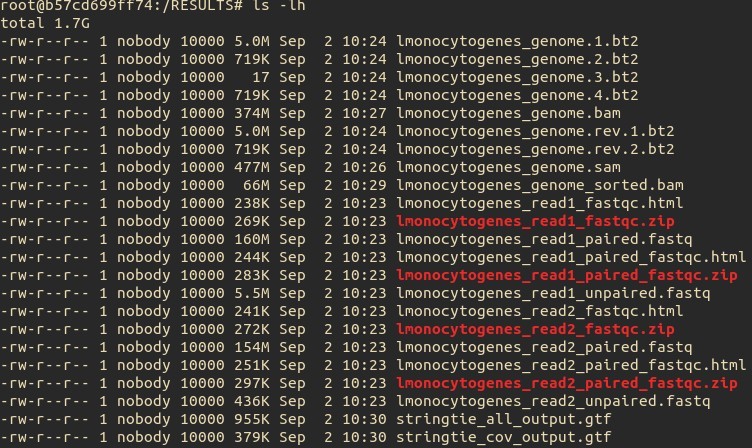 root@b57cd699ff74:/RESULTS# ls -lh
total 1.7G
-rw-r--r-- 1 nobody 10000 5.0M Sep  2 10:24 lmonocytogenes_genome.1.bt2
-rw-r--r-- 1 nobody 10000 719K Sep  2 10:24 lmonocytogenes_genome.2.bt2
-rw-r--r-- 1 nobody 10000   17 Sep  2 10:24 lmonocytogenes_genome.3.bt2
-rw-r--r-- 1 nobody 10000 719K Sep  2 10:24 lmonocytogenes_genome.4.bt2
-rw-r--r-- 1 nobody 10000 374M Sep  2 10:27 lmonocytogenes_genome.bam
-rw-r--r-- 1 nobody 10000 5.0M Sep  2 10:24 lmonocytogenes_genome.rev.1.bt2
-rw-r--r-- 1 nobody 10000 719K Sep  2 10:24 lmonocytogenes_genome.rev.2.bt2
-rw-r--r-- 1 nobody 10000 477M Sep  2 10:26 lmonocytogenes_genome.sam
-rw-r--r-- 1 nobody 10000  66M Sep  2 10:29 lmonocytogenes_genome_sorted.bam
-rw-r--r-- 1 nobody 10000 238K Sep  2 10:23 lmonocytogenes_read1_fastqc.html
-rw-r--r-- 1 nobody 10000 269K Sep  2 10:23 lmonocytogenes_read1_fastqc.zip
-rw-r--r-- 1 nobody 10000 160M Sep  2 10:23 lmonocytogenes_read1_paired.fastq
-rw-r--r-- 1 nobody 10000 244K Sep  2 10:23 lmonocytogenes_read1_paired_fastqc.html
-rw-r--r-- 1 nobody 10000 283K Sep  2 10:23 lmonocytogenes_read1_paired_fastqc.zip
-rw-r--r-- 1 nobody 10000 5.5M Sep  2 10:23 lmonocytogenes_read1_unpaired.fastq
-rw-r--r-- 1 nobody 10000 241K Sep  2 10:23 lmonocytogenes_read2_fastqc.html
-rw-r--r-- 1 nobody 10000 272K Sep  2 10:23 lmonocytogenes_read2_fastqc.zip
-rw-r--r-- 1 nobody 10000 154M Sep  2 10:23 lmonocytogenes_read2_paired.fastq
-rw-r--r-- 1 nobody 10000 251K Sep  2 10:23 lmonocytogenes_read2_paired_fastqc.html
-rw-r--r-- 1 nobody 10000 297K Sep  2 10:23 lmonocytogenes_read2_paired_fastqc.zip
-rw-r--r-- 1 nobody 10000 436K Sep  2 10:23 lmonocytogenes_read2_unpaired.fastq
-rw-r--r-- 1 nobody 10000 955K Sep  2 10:30 stringtie_all_output.gtf
-rw-r--r-- 1 nobody 10000 379K Sep  2 10:30 stringtie_cov_output.gtf